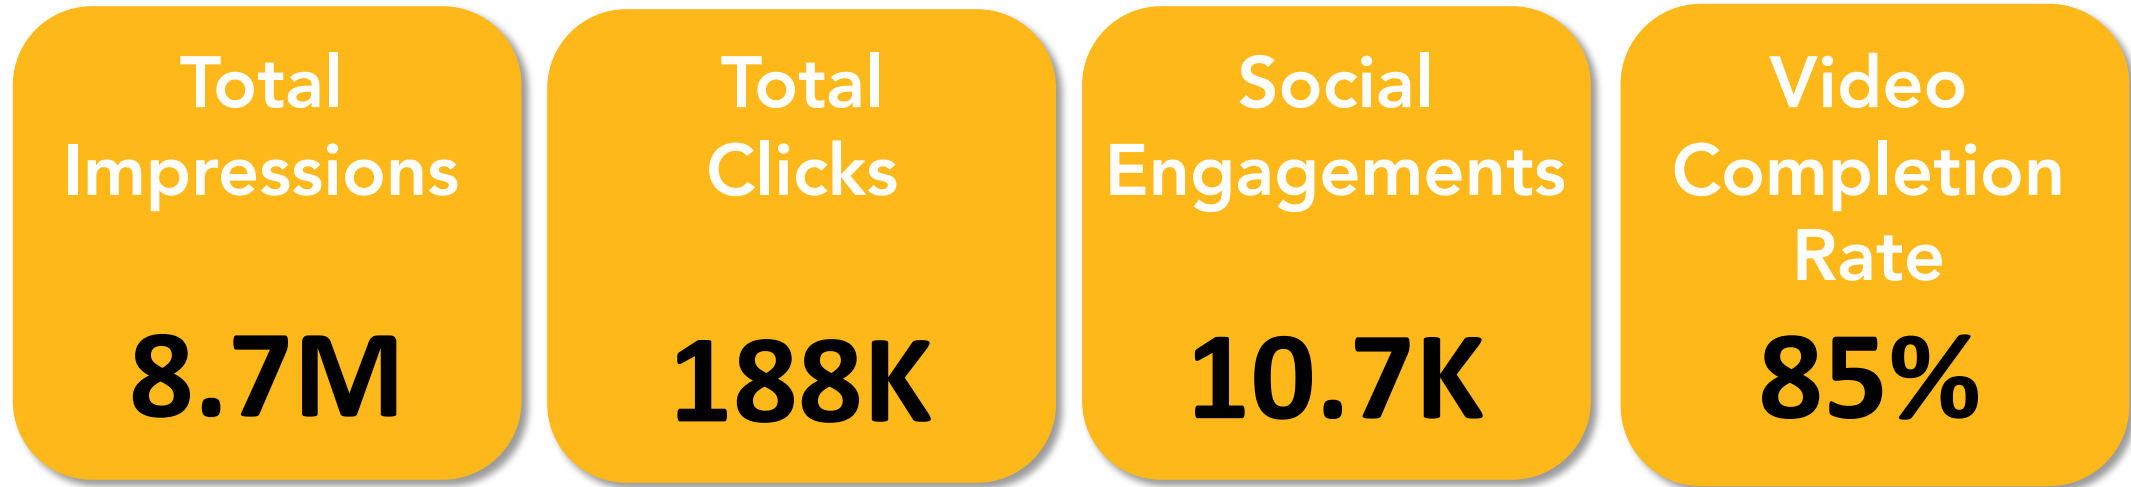 Total
Impressions
8.7M
Total
Clicks
188K
Social
Engagements
10.7K
Video
Completion
Rate
85%